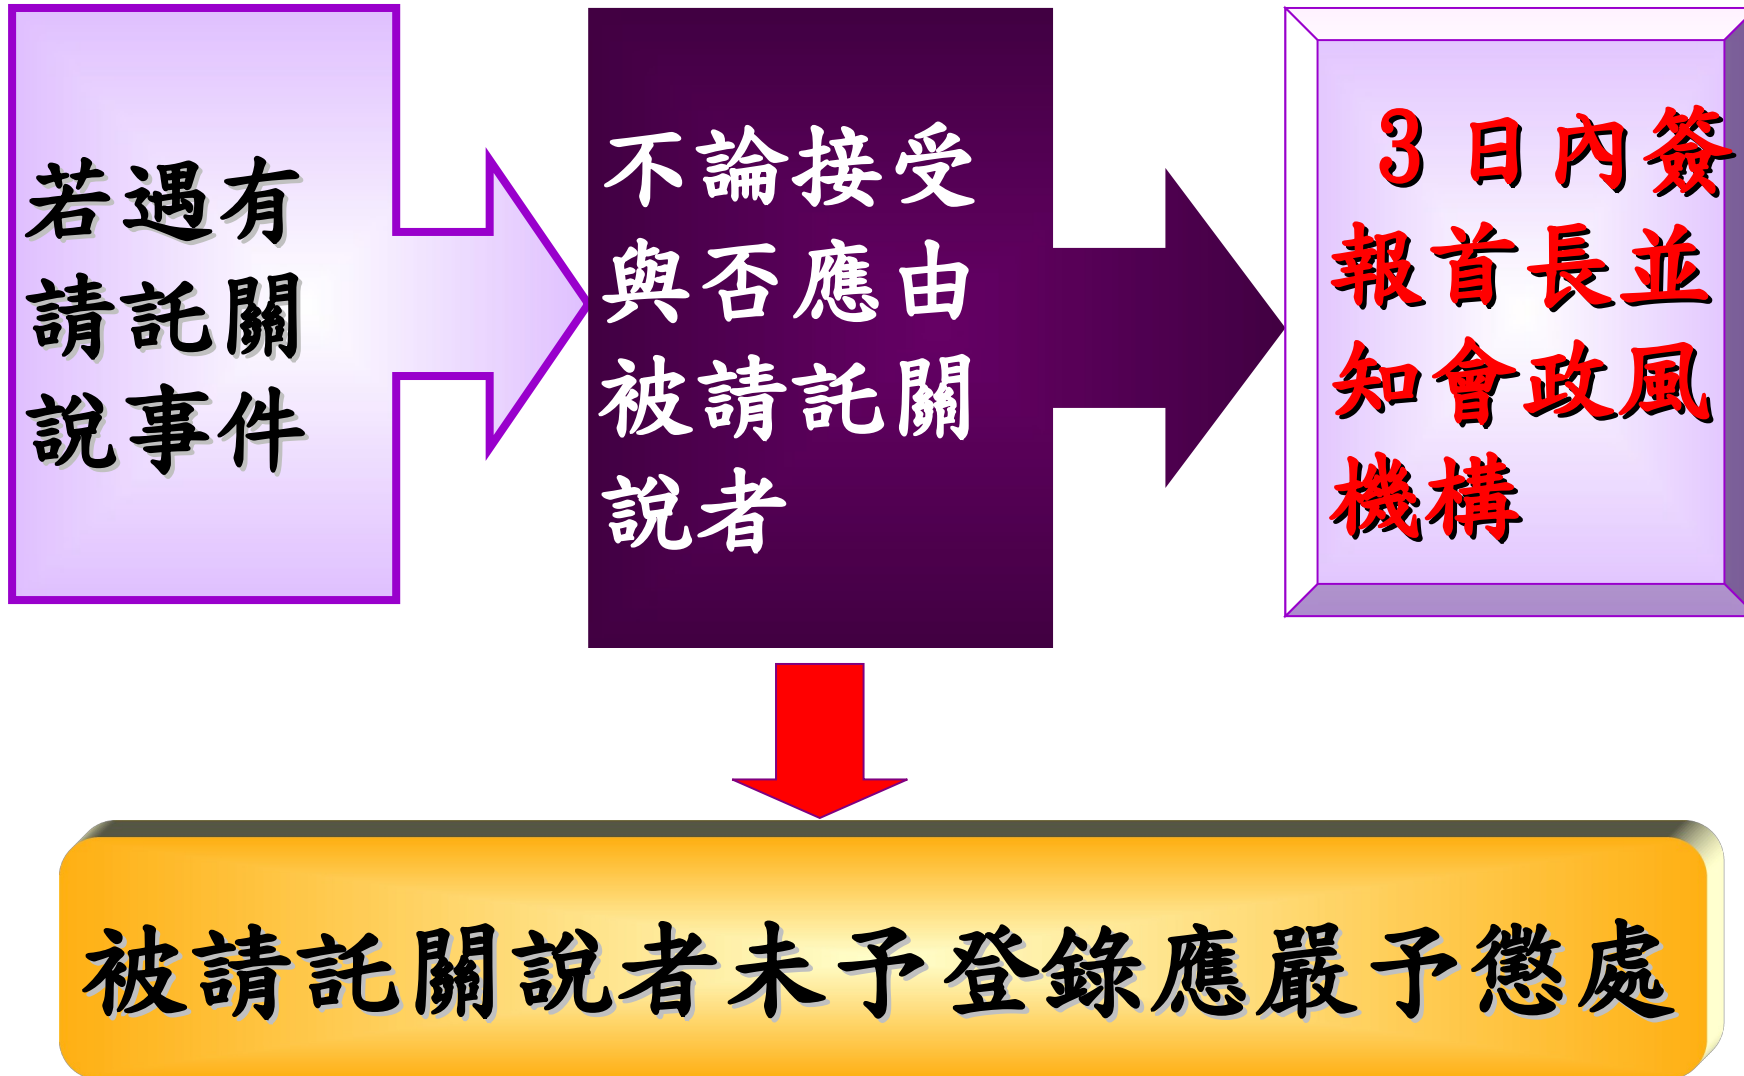 若遇有
請託關
說事件
不論接受
與否應由
被請託關
說者
3日內簽
報首長並
知會政風
機構
被請託關說者未予登錄應嚴予懲處